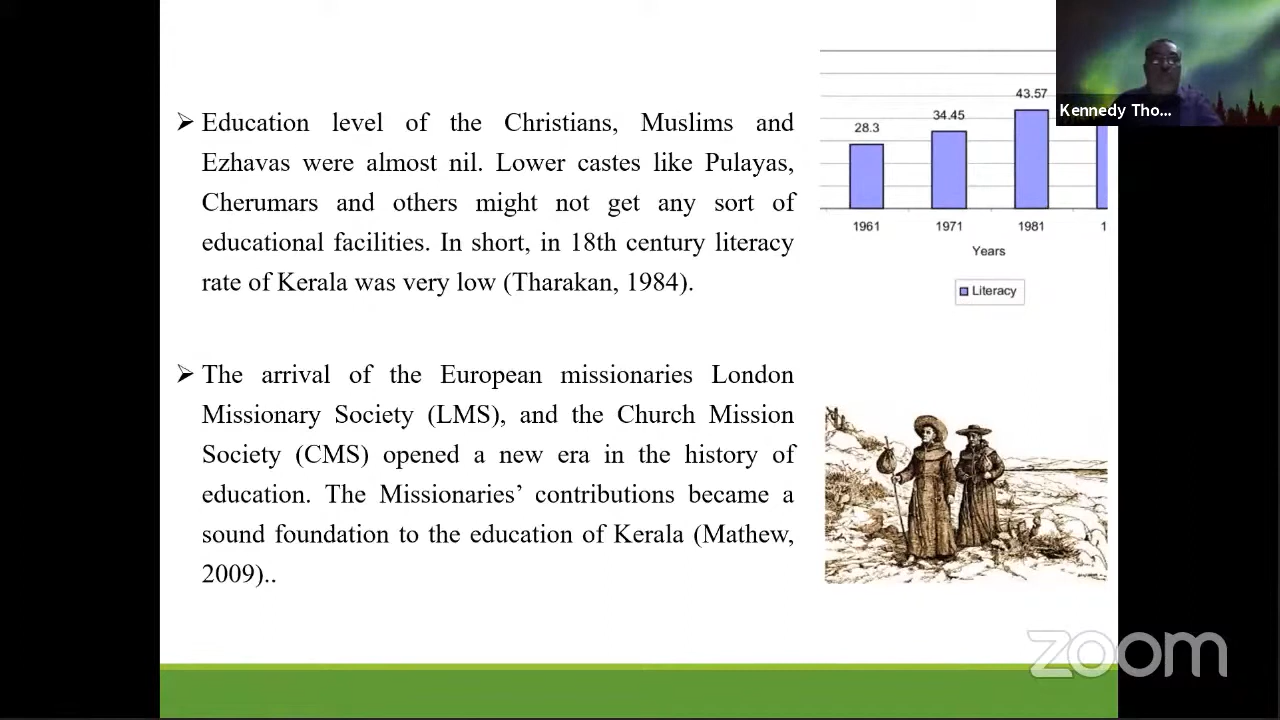 ➢ Education level of the Christians, Muslims and
Ezhavas were almost nil. Lower castes like Pulayas,
Cherumars and others might not get any sort of
educational facilities. In short, in 18th century literacy
rate of Kerala was very low (Tharakan, 1984).
➢ The arrival of the European missionaries London
Missionary Society (LMS), and the Church Mission
Society (CMS) opened a new era in the history of
education. The Missionaries’ contributions became a
sound foundation to the education of Kerala (Mathew,
2009)..
28.3
34.45
43.57
1961 1971 1981 1
Years
Literacy
Kennedy Tho...
zoom